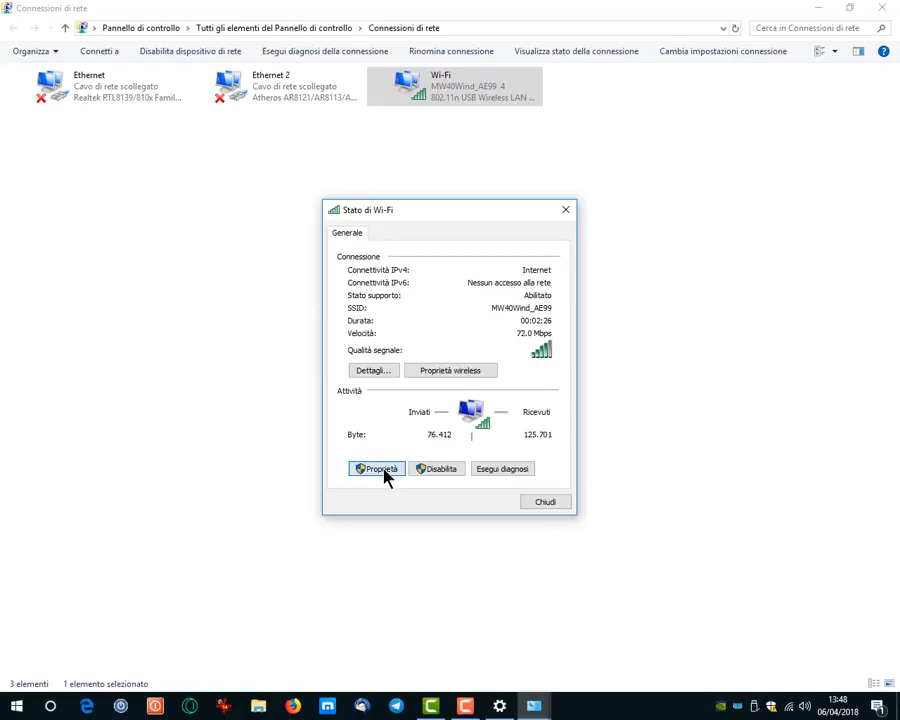 Connessioni di rete
Pannello di controllo > Tutti gli elementi del Pannello di controllo > Connessioni di rete
Cerca in Connessioni di rete
Organizza Connetti a Disabilita dispositivo di rete Esegui diagnosi della connessione Rinomina connessione Visualizza stato della connessione Cambia impostazioni connessione
Ethernet
Cavo di rete scollegato
Realtek RTL8139/810x Famil...
Ethernet 2
Cavo di rete scollegato
Atheros AR8121/AR8113/A...
Wi-Fi
MW40Wind_AE99 4
802.11n USB Wireless LAN ...
Stato di Wi-Fi
Generale
Connessione
Connettività IPv4: Internet
Connettività IPv6: Nessun accesso alla rete
Stato supporto: Abilitato
SSID: MW40Wind_AE99
Durata: 00:02:26
Velocità: 72.0 Mbps
Qualità segnale:
Dettagli... Proprietà wireless
Attività
Inviati Ricevuti
Byte: 76.412 125.701
Proprietà Disabilita Esegui diagnosi
Chiudi
3 elementi 1 elemento selezionato
13:48
06/04/2018